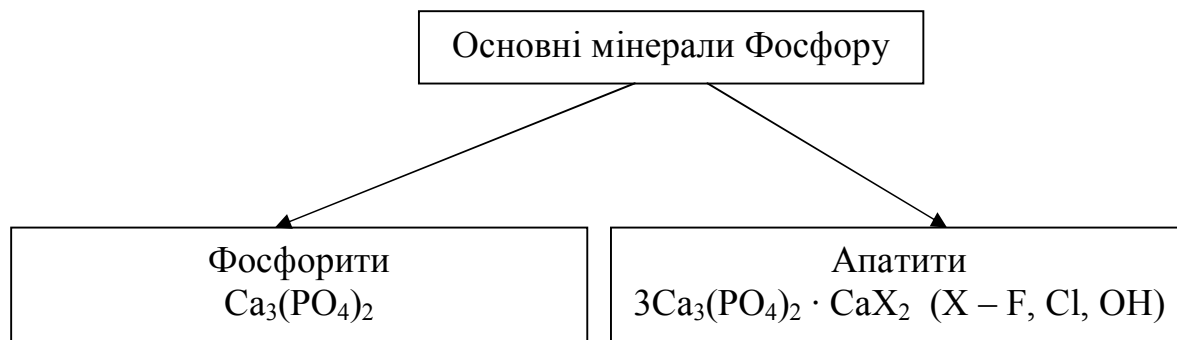 Основні мінерали Фосфору
Фосфорити
Ca₃(PO₄)₂
Апатити
3Ca₃(PO₄)₂ · CaX₂ (X – F, Cl, OH)